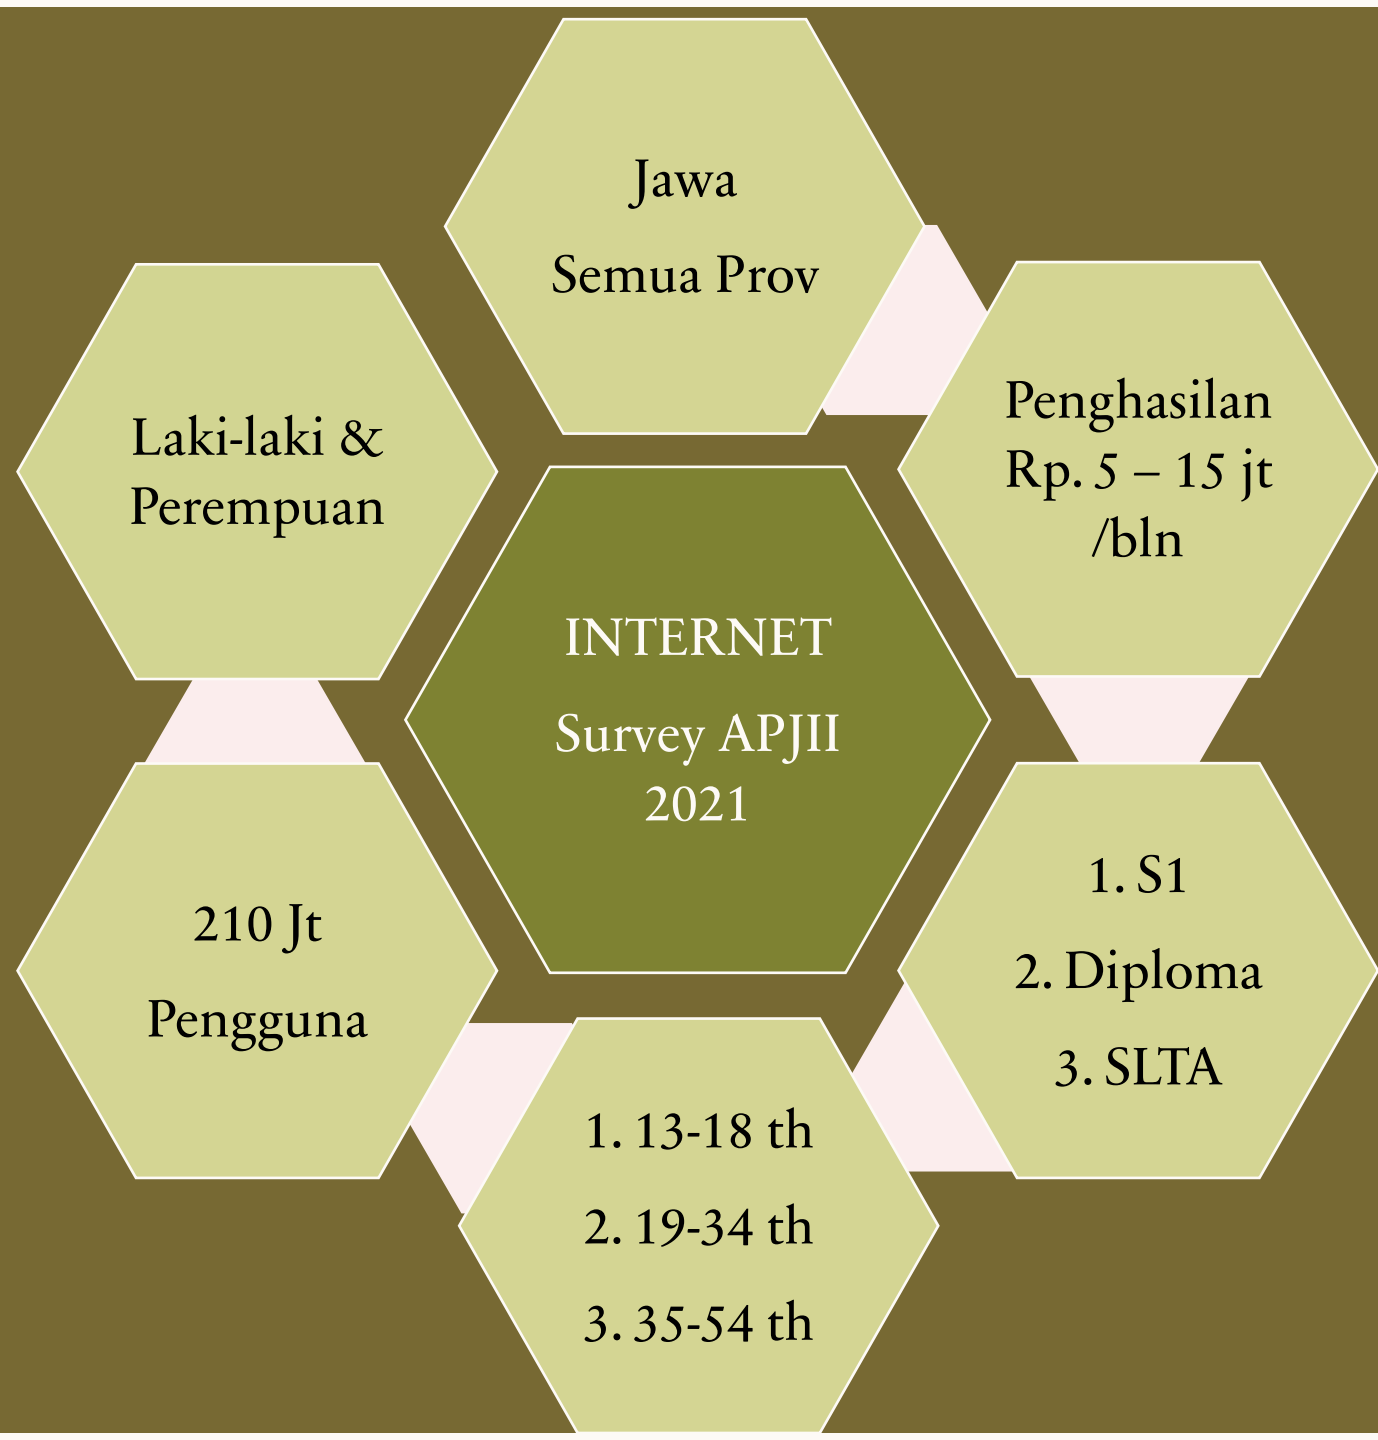 Jawa
Semua Prov
Laki-laki &
Perempuan
Penghasilan
Rp. 5 – 15 jt
/bln
INTERNET
Survey APJII
2021
210 Jt
Pengguna
1. S1
2. Diploma
3. SLTA
1. 13-18 th
2. 19-34 th
3. 35-54 th